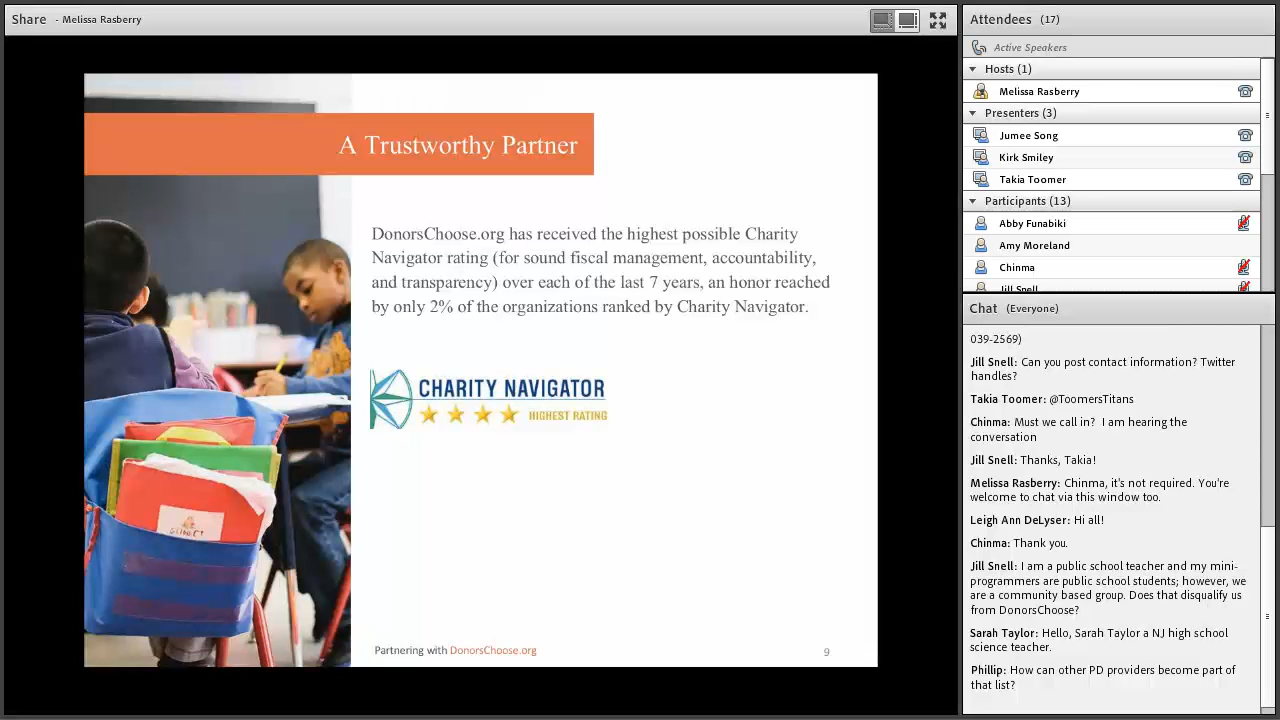 Share - Melissa Rasberry
A Trustworthy Partner
DonorsChoose.org has received the highest possible Charity
Navigator rating (for sound fiscal management, accountability,
and transparency) over each of the last 7 years, an honor reached
by only 2% of the organizations ranked by Charity Navigator.
CHARITY NAVIGATOR
HIGHEST RATING
Partnering with DonorsChoose.org
9
Attendees (17)
Active Speakers
Hosts (1)
Melissa Rasberry
Presenters (3)
Jumee Song
Kirk Smiley
Takia Toomer
Participants (13)
Abby Funabiki
Amy Moreland
Chinma
Jill Snell
Chat (Everyone)
039-2569)
Jill Snell: Can you post contact information? Twitter
handles?
Takia Toomer: @ToomersTitans
Chinma: Must we call in? I am hearing the
conversation
Jill Snell: Thanks, Takia!
Melissa Rasberry: Chinma, it's not required. You're
welcome to chat via this window too.
Leigh Ann DeLyser: Hi all!
Chinma: Thank you.
Jill Snell: I am a public school teacher and my mini-
programmers are public school students; however, we
are a community based group. Does that disqualify us
from DonorsChoose?
Sarah Taylor: Hello, Sarah Taylor a NJ high school
science teacher.
Phillip: How can other PD providers become part of
that list?